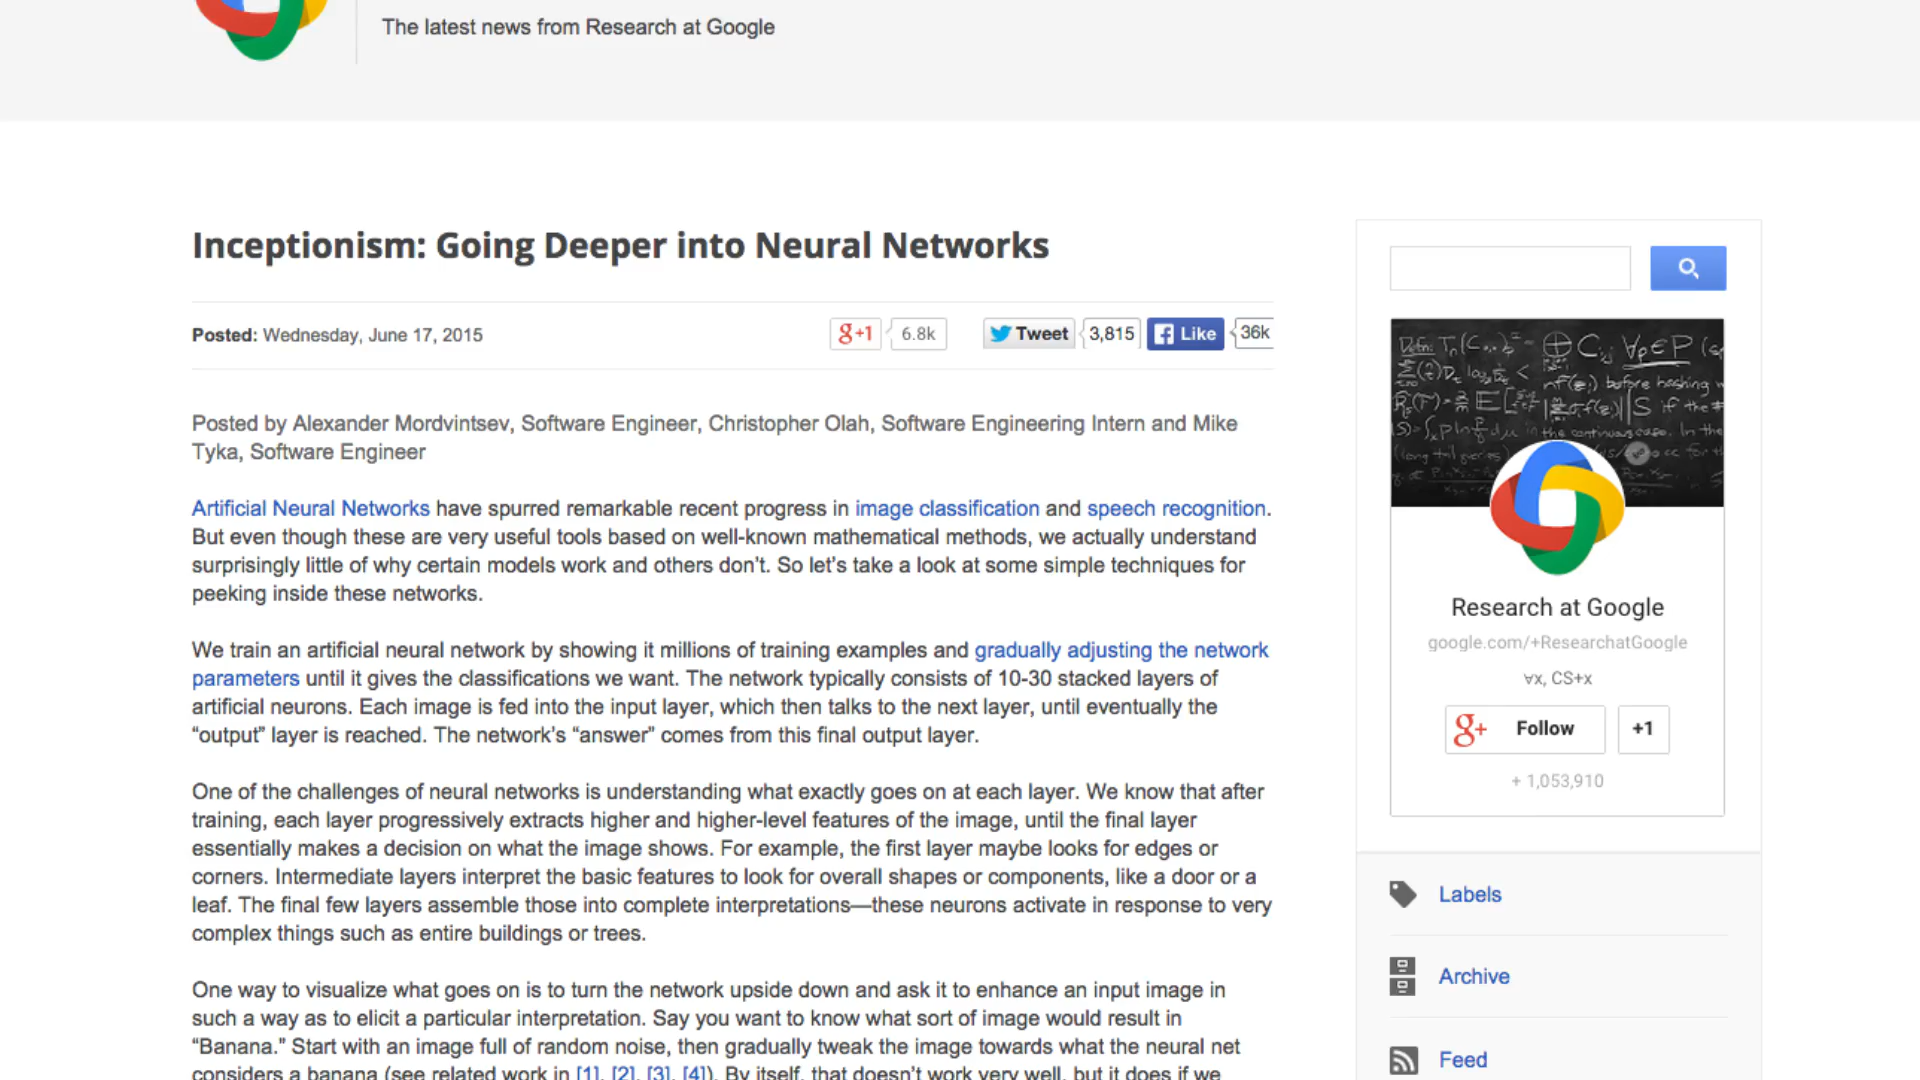 The latest news from Research at Google
Inceptionism: Going Deeper into Neural Networks
Posted: Wednesday, June 17, 2015
g+1 6.8k Tweet 3,815 Like 36k
Posted by Alexander Mordvintsev, Software Engineer, Christopher Olah, Software Engineering Intern and Mike
Tyka, Software Engineer
Artificial Neural Networks have spurred remarkable recent progress in image classification and speech recognition.
But even though these are very useful tools based on well-known mathematical methods, we actually understand
surprisingly little of why certain models work and others don’t. So let’s take a look at some simple techniques for
peeking inside these networks.
We train an artificial neural network by showing it millions of training examples and gradually adjusting the network
parameters until it gives the classifications we want. The network typically consists of 10-30 stacked layers of
artificial neurons. Each image is fed into the input layer, which then talks to the next layer, until eventually the
“output” layer is reached. The network’s “answer” comes from this final output layer.
One of the challenges of neural networks is understanding what exactly goes on at each layer. We know that after
training, each layer progressively extracts higher and higher-level features of the image, until the final layer
essentially makes a decision on what the image shows. For example, the first layer maybe looks for edges or
corners. Intermediate layers interpret the basic features to look for overall shapes or components, like a door or a
leaf. The final few layers assemble those into complete interpretations—these neurons activate in response to very
complex things such as entire buildings or trees.
One way to visualize what goes on is to turn the network upside down and ask it to enhance an input image in
such a way as to elicit a particular interpretation. Say you want to know what sort of image would result in
“Banana.” Start with an image full of random noise, then gradually tweak the image towards what the neural net
considers a banana (see related work in [1], [2], [3], [4]). By itself, that doesn’t work very well, but it does if we
before hashing
if the
in the continuous case. In the
Research at Google
google.com/+ResearchatGoogle
∀x, CS+x
g+ Follow +1
+ 1,053,910
Labels
Archive
Feed